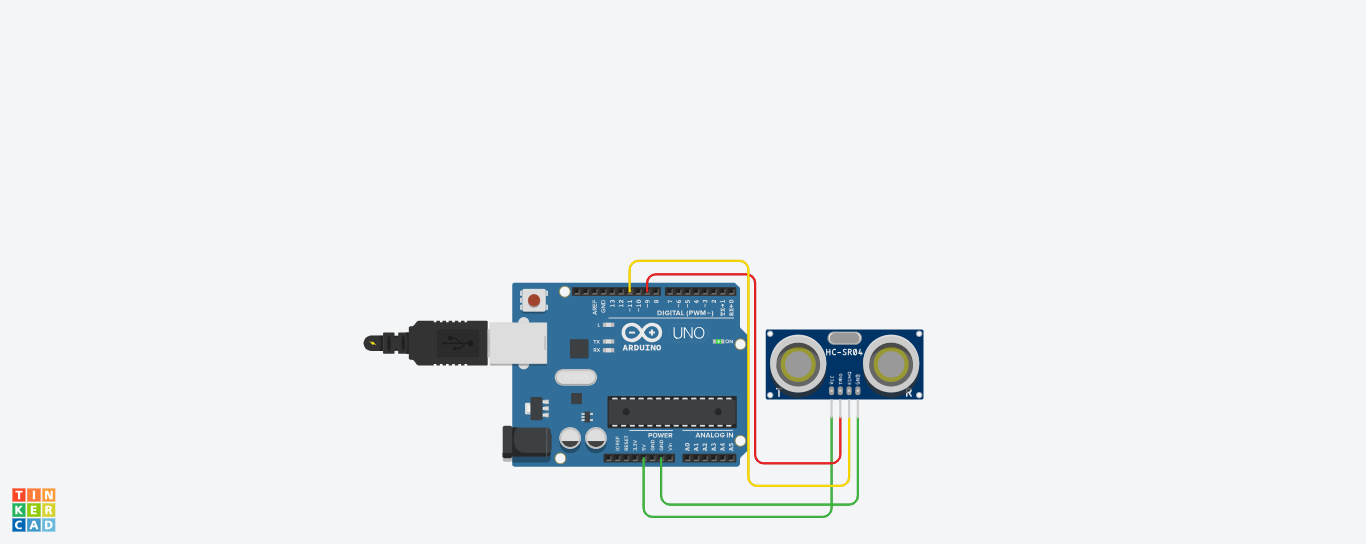 AREF
GND
13
12
~11
~10
~9
8
7
~6
~5
4
~3
2
TX→1
RX←0
DIGITAL (PWM~)
L
TX
RX
ARDUINO
UNO
ON
HC-SR04
VCC
TRIG
ECHO
GND
T
R
POWER
ANALOG IN
IOREF
RESET
3.3V
5V
GND
GND
Vin
A0
A1
A2
A3
A4
A5
TIN
KER
CAD